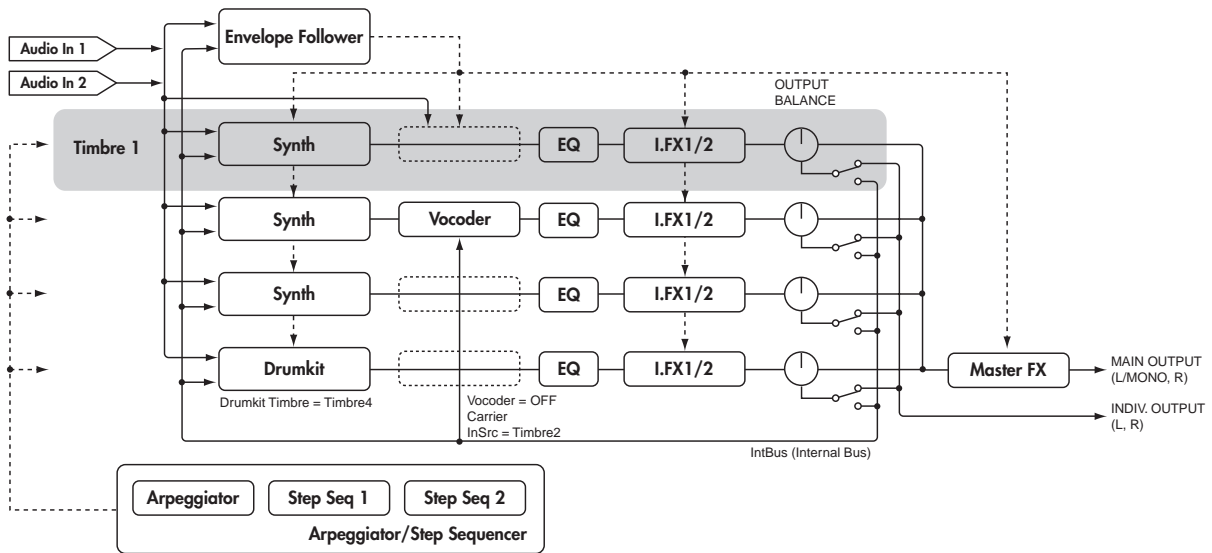 Envelope Follower
Audio In 1
Audio In 2
OUTPUT
BALANCE
Timbre 1
Synth
EQ
I.FX1/2
Synth
Vocoder
EQ
I.FX1/2
Synth
EQ
I.FX1/2
Drumkit
EQ
I.FX1/2
Master FX
MAIN OUTPUT
(L/MONO, R)
Drumkit Timbre = Timbre4
Vocoder = OFF
Carrier
InSrc = Timbre2
INDIV. OUTPUT
(L, R)
IntBus (Internal Bus)
Arpeggiator
Step Seq 1
Step Seq 2
Arpeggiator/Step Sequencer